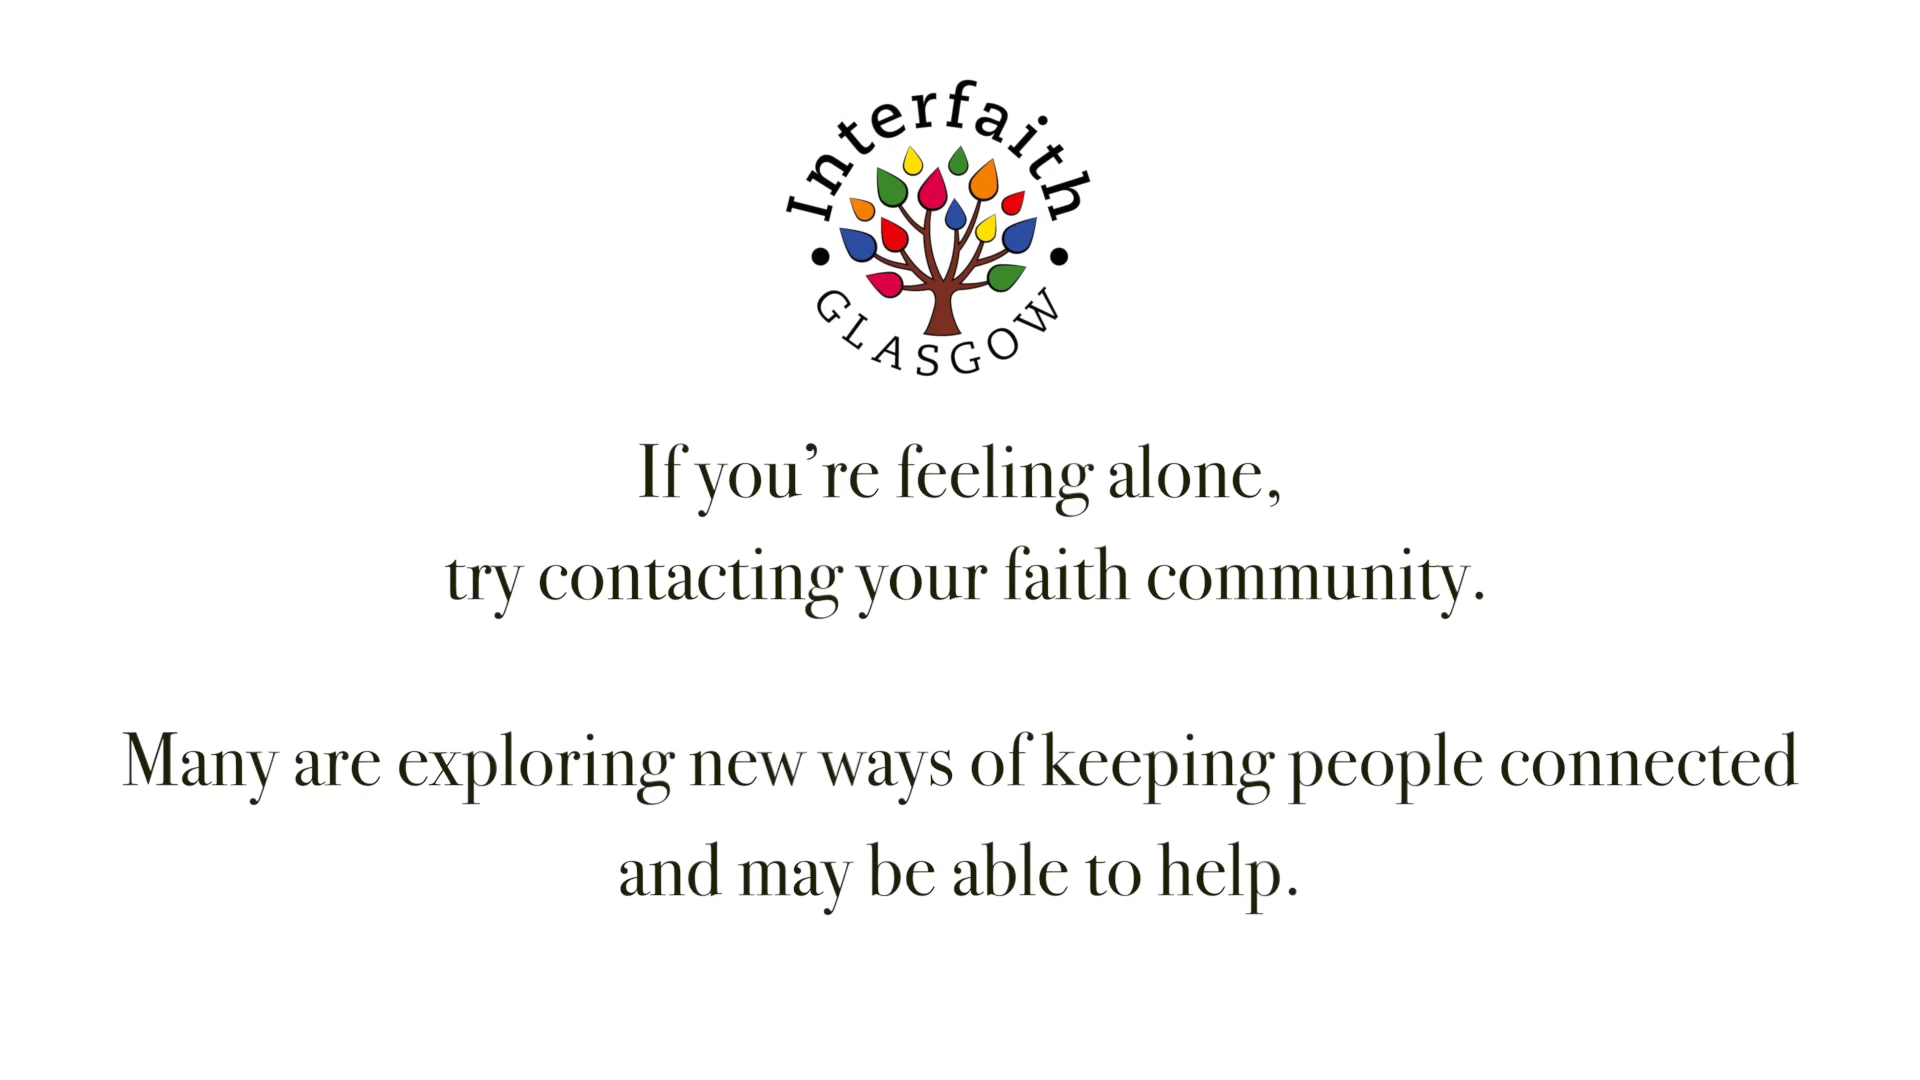 Interfaith
GLASGOW
If you’re feeling alone,
try contacting your faith community.
Many are exploring new ways of keeping people connected
and may be able to help.